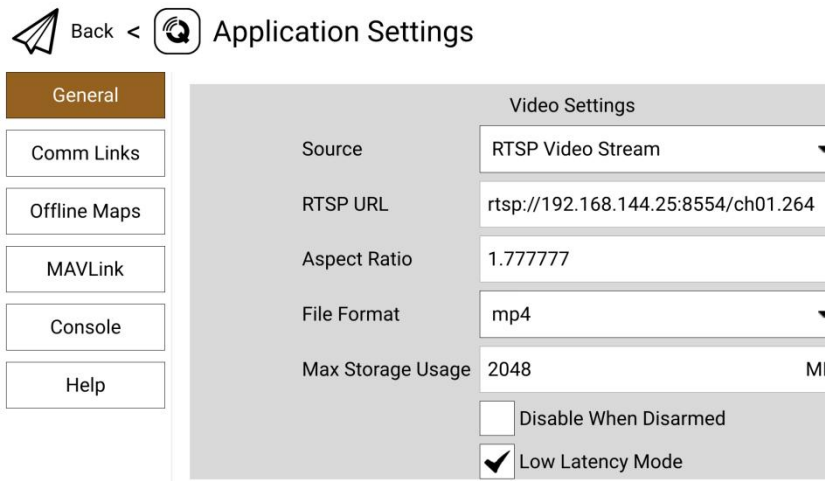 Back < Application Settings
General
Comm Links
Offline Maps
MAVLink
Console
Help
Video Settings
Source RTSP Video Stream
RTSP URL rtsp://192.168.144.25:8554/ch01.264
Aspect Ratio 1.777777
File Format mp4
Max Storage Usage 2048
Disable When Disarmed
Low Latency Mode